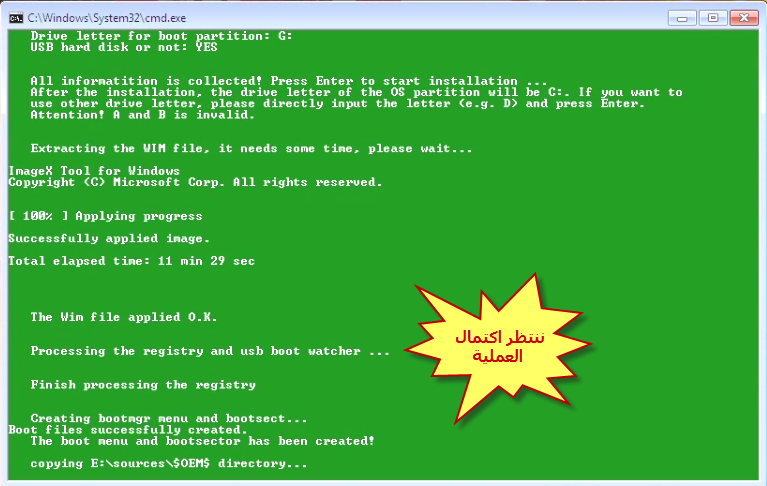 C:\Windows\System32\cmd.exe
Drive letter for boot partition: G:
USB hard disk or not: YES
All informatition is collected! Press Enter to start installation ...
After the installation, the drive letter of the OS partition will be C:. If you want to
use other drive letter, please directly input the letter (e.g. D) and press Enter.
Attention! A and B is invalid.
Extracting the WIM file, it needs some time, please wait...
ImageX Tool for Windows
Copyright (C) Microsoft Corp. All rights reserved.
[ 100% ] Applying progress
Successfully applied image.
Total elapsed time: 11 min 29 sec
The Wim file applied O.K.
Processing the registry and usb boot watcher ...
Finish processing the registry
Creating bootmgr menu and bootsect...
Boot files successfully created.
The boot menu and bootsector has been created!
copying E:\sources\$OEM$ directory...
ننتظر اكتمال
العملية